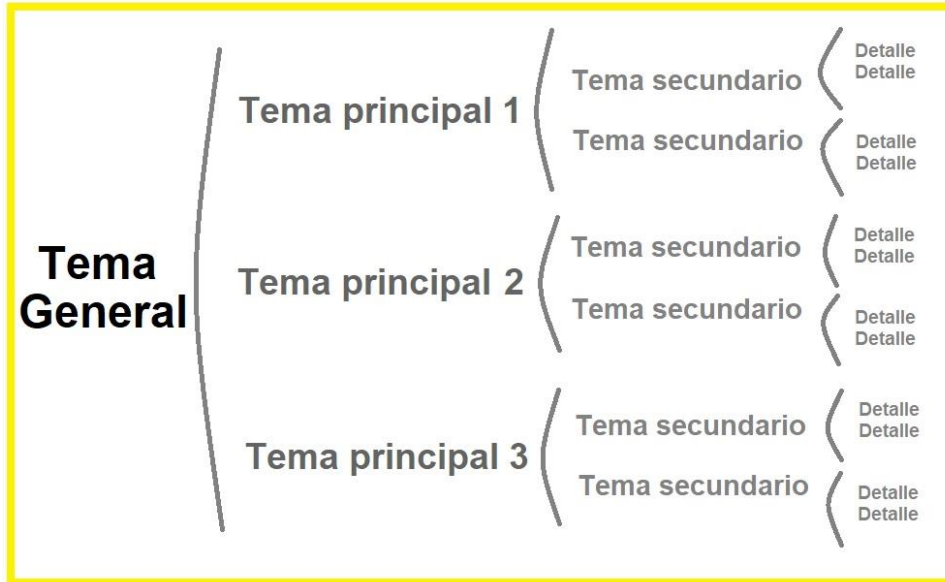 Tema
General
Tema principal 1
Tema secundario
Detalle
Detalle
Tema secundario
Detalle
Detalle
Tema principal 2
Tema secundario
Detalle
Detalle
Tema secundario
Detalle
Detalle
Tema principal 3
Tema secundario
Detalle
Detalle
Tema secundario
Detalle
Detalle